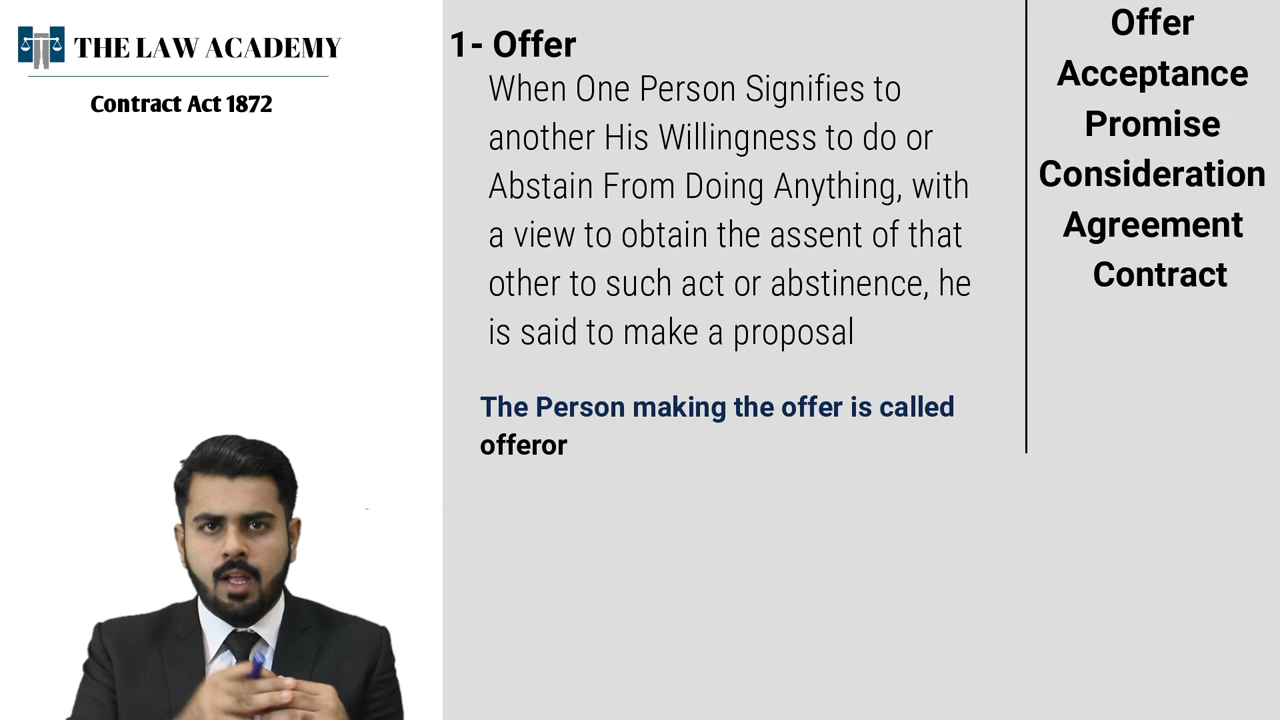 THE LAW ACADEMY
Contract Act 1872
1- Offer
When One Person Signifies to
another His Willingness to do or
Abstain From Doing Anything, with
a view to obtain the assent of that
other to such act or abstinence, he
is said to make a proposal
The Person making the offer is called
offeror
Offer
Acceptance
Promise
Consideration
Agreement
Contract